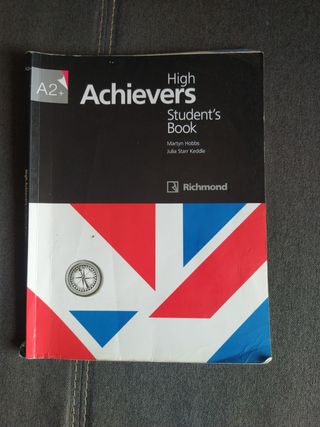 A2+
High
Achievers
Student's
Book
Martyn Hobbs
Julia Starr Keddle
Richmond